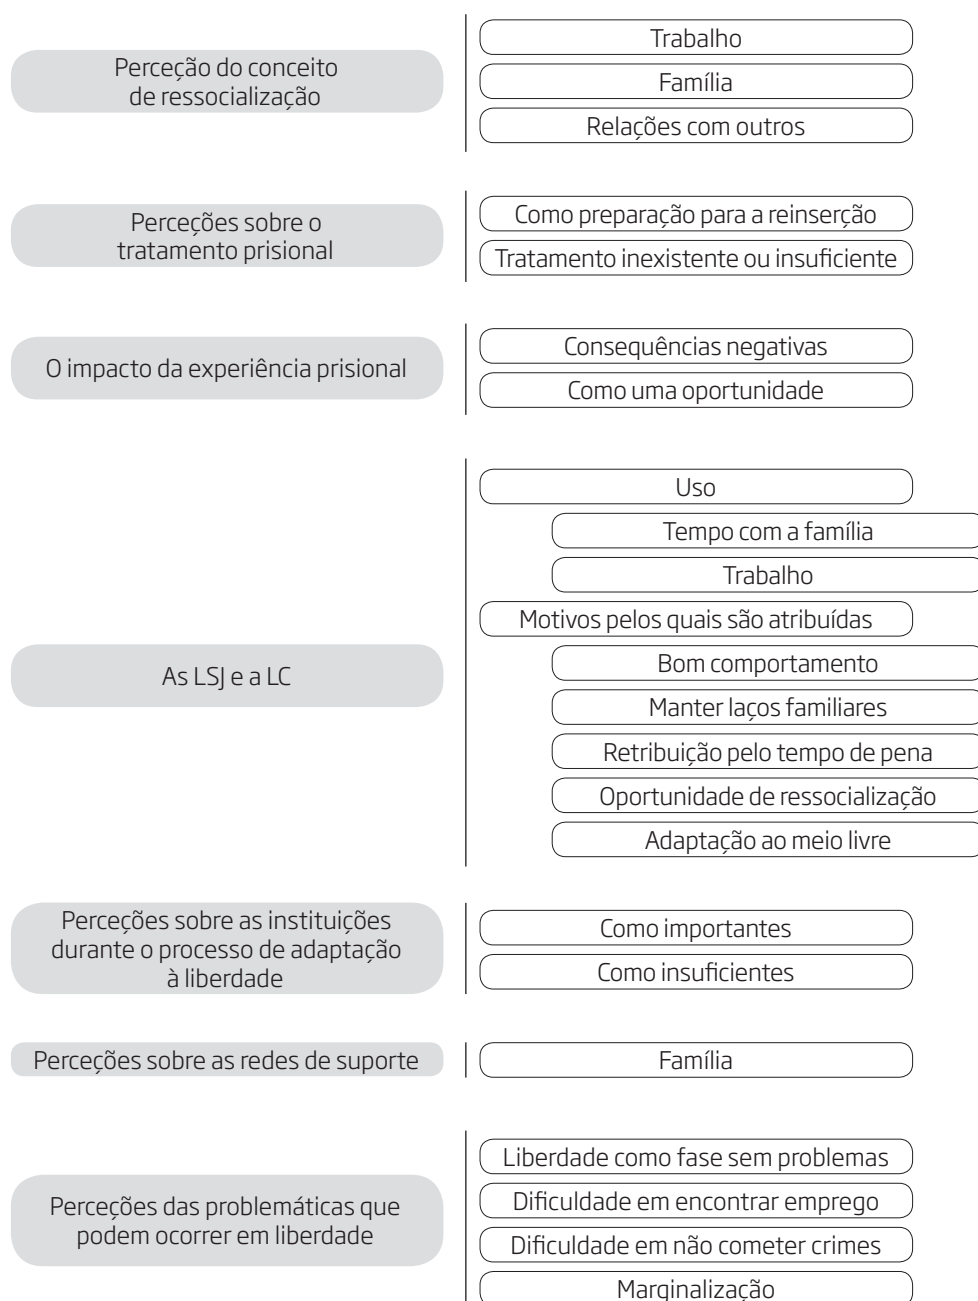 Perceção do conceito
de ressocialização
Trabalho
Família
Relações com outros
Perceções sobre o
tratamento prisional
Como preparação para a reinserção
Tratamento inexistente ou insuficiente
O impacto da experiência prisional
Consequências negativas
Como uma oportunidade
As LSJ e a LC
Uso
Tempo com a família
Trabalho
Motivos pelos quais são atribuídas
Bom comportamento
Manter laços familiares
Retribuição pelo tempo de pena
Oportunidade de ressocialização
Adaptação ao meio livre
Perceções sobre as instituições
durante o processo de adaptação
à liberdade
Como importantes
Como insuficientes
Perceções sobre as redes de suporte
Família
Perceções das problemáticas que
podem ocorrer em liberdade
Liberdade como fase sem problemas
Dificuldade em encontrar emprego
Dificuldade em não cometer crimes
Marginalização